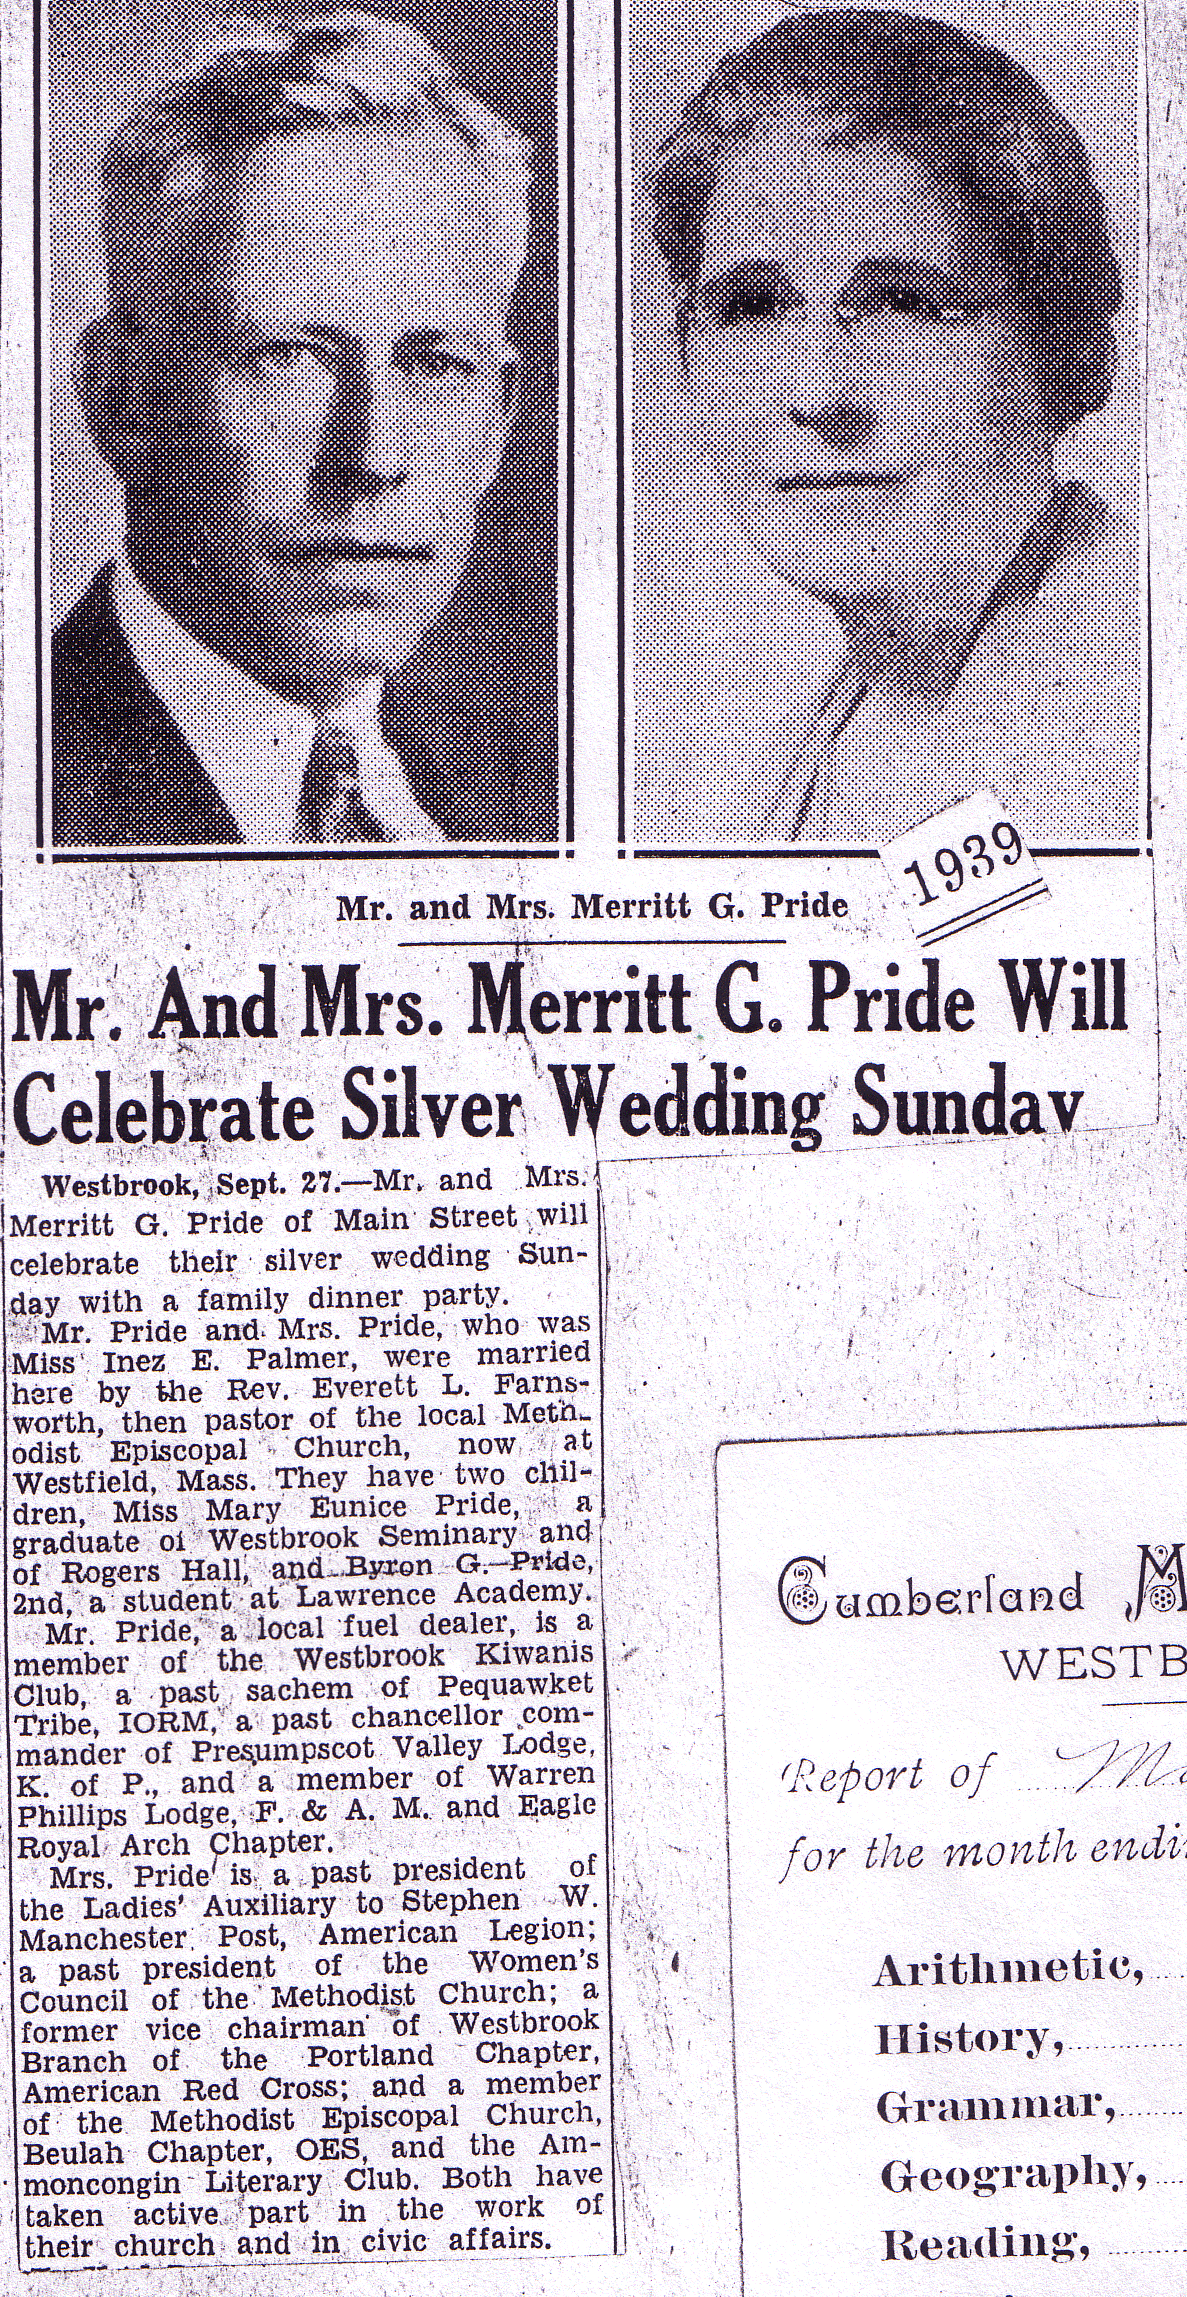 Mr. and Mrs. Merritt G. Pride
1939
Mr. And Mrs. Merritt G. Pride Will
Celebrate Silver Wedding Sunday
Westbrook, Sept. 27.—Mr. and Mrs.
Merritt G. Pride of Main Street will
celebrate their silver wedding Sun-
day with a family dinner party.
Mr. Pride and Mrs. Pride, who was
Miss Inez E. Palmer, were married
here by the Rev. Everett L. Farns-
worth, then pastor of the local Meth-
odist Episcopal Church, now at
Westfield, Mass. They have two chil-
dren, Miss Mary Eunice Pride, a
graduate of Westbrook Seminary and
of Rogers Hall, and Byron G. Pride,
2nd, a student at Lawrence Academy.
Mr. Pride, a local fuel dealer, is a
member of the Westbrook Kiwanis
Club, a past sachem of Pequawket
Tribe, IORM, a past chancellor com-
mander of Presumpscot Valley Lodge,
K. of P., and a member of Warren
Phillips Lodge, F. & A. M. and Eagle
Royal Arch Chapter.
Mrs. Pride is a past president of
the Ladies' Auxiliary to Stephen W.
Manchester Post, American Legion;
a past president of the Women's
Council of the Methodist Church; a
former vice chairman of Westbrook
Branch of the Portland Chapter,
American Red Cross; and a member
of the Methodist Episcopal Church,
Beulah Chapter, OES, and the Am-
moncongin Literary Club. Both have
taken active part in the work of
their church and in civic affairs.
Cumberland M
WESTB
Report of Ma
for the month endi
Arithmetic,
History,
Grammar,
Geography,
Reading,